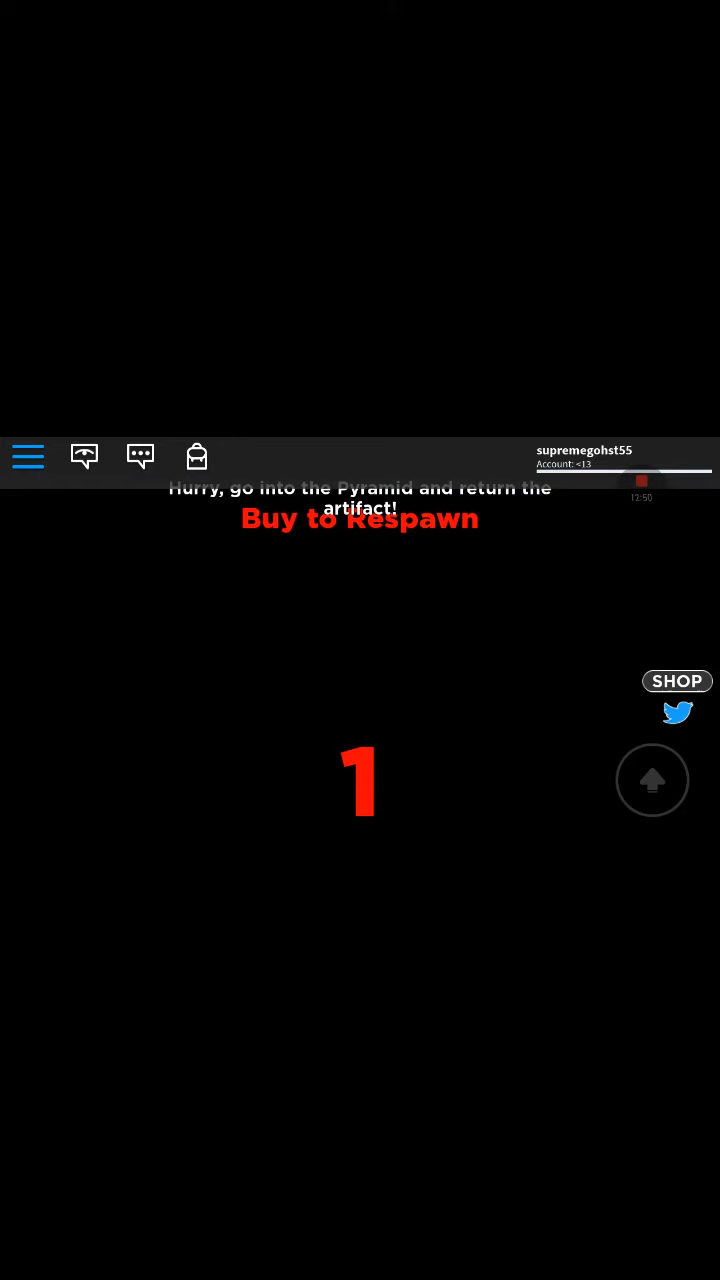 supremegohst55
Account: <13
Hurry, go into the Pyramid and return the
artifact!
Buy to Respawn
12:50
SHOP
1